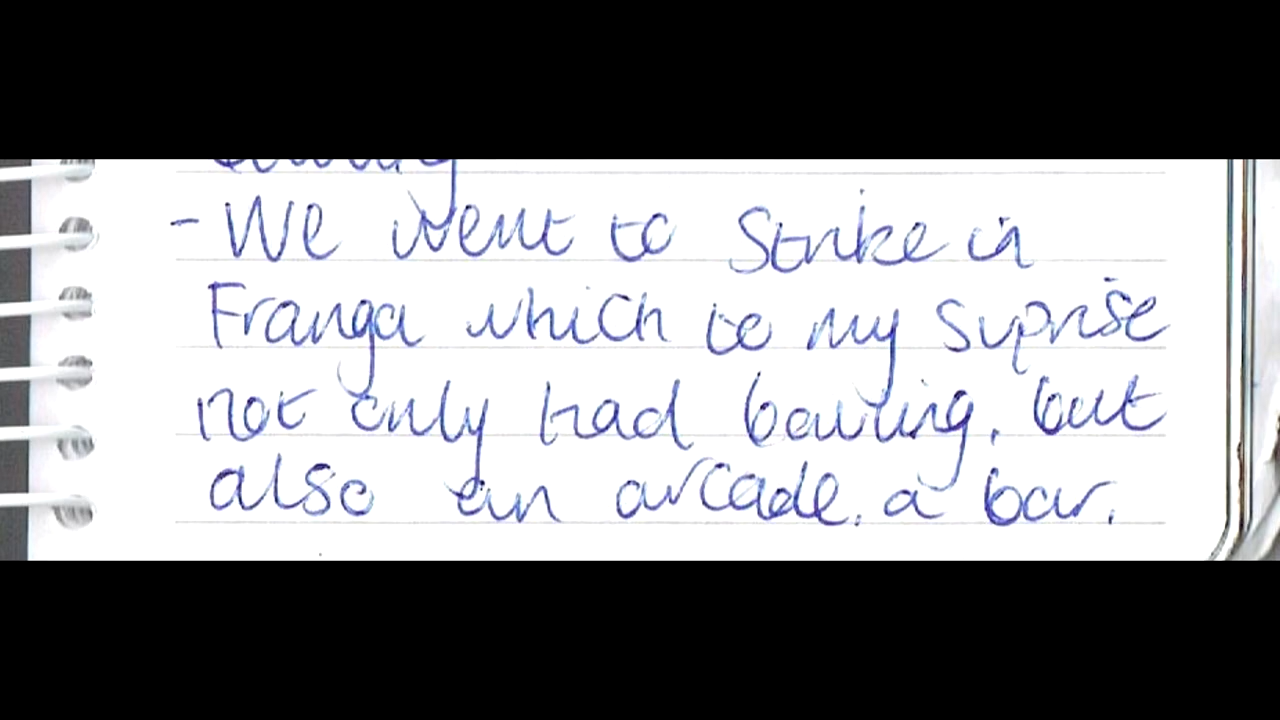 - We went to Strike in
Franga which to my suprise
not only had bowling, but
also an arcade, a bar,